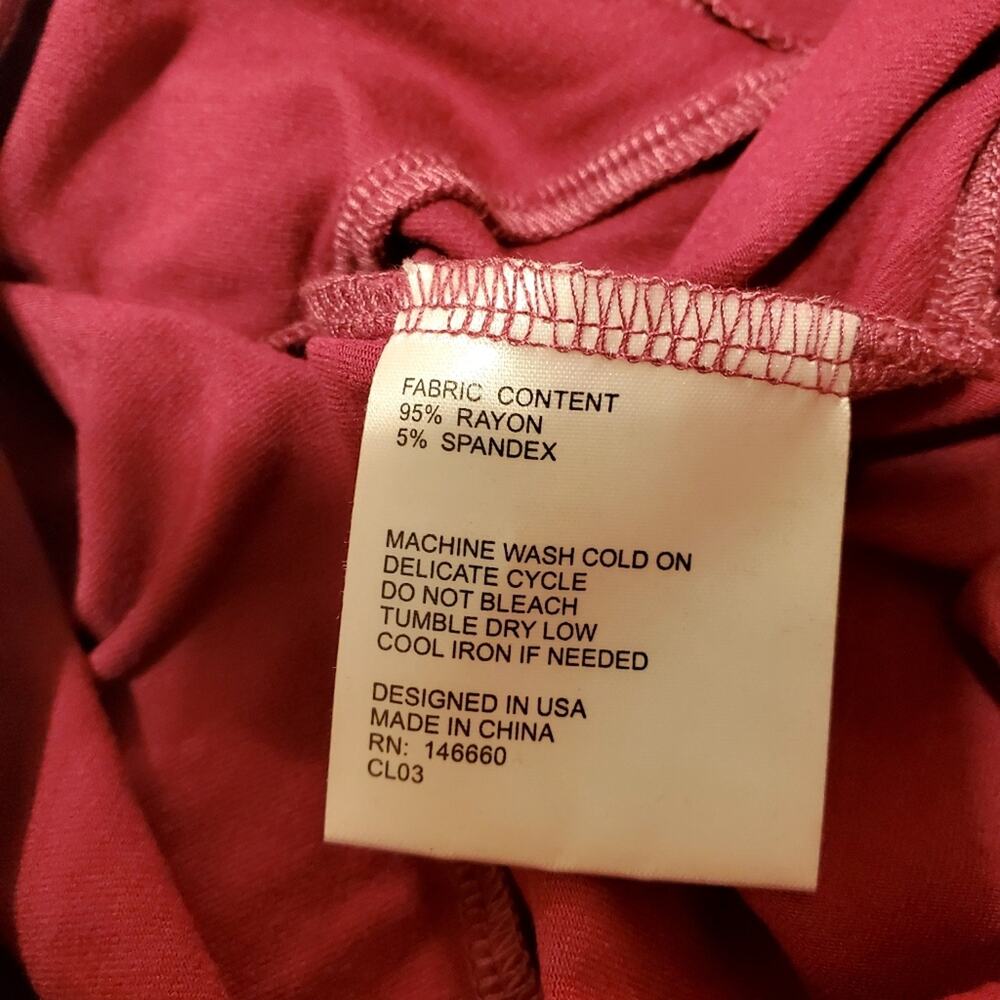 FABRIC CONTENT
95% RAYON
5% SPANDEX
MACHINE WASH COLD ON
DELICATE CYCLE
DO NOT BLEACH
TUMBLE DRY LOW
COOL IRON IF NEEDED
DESIGNED IN USA
MADE IN CHINA
RN: 146660
CL03